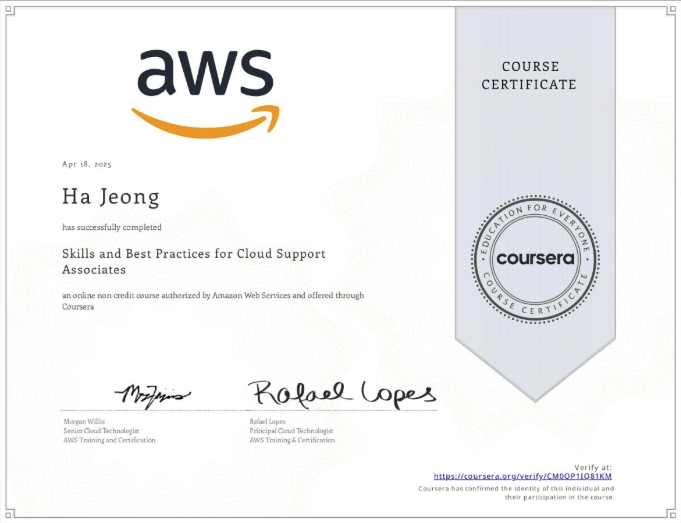 aws
COURSE
CERTIFICATE
Apr 18, 2025
Ha Jeong
has successfully completed
Skills and Best Practices for Cloud Support
Associates
an online non-credit course authorized by Amazon Web Services and offered through
Coursera
EDUCATION FOR EVERYONE
coursera
COURSE CERTIFICATE
Rafael Lopes
Morgan Willis
Senior Cloud Technologist
AWS Training and Certification
Rafael Lopes
Principal Cloud Technologist
AWS Training & Certification
Verify at:
https://coursera.org/verify/CM0OP1IQ81KM
Coursera has confirmed the identity of this individual and
their participation in the course.